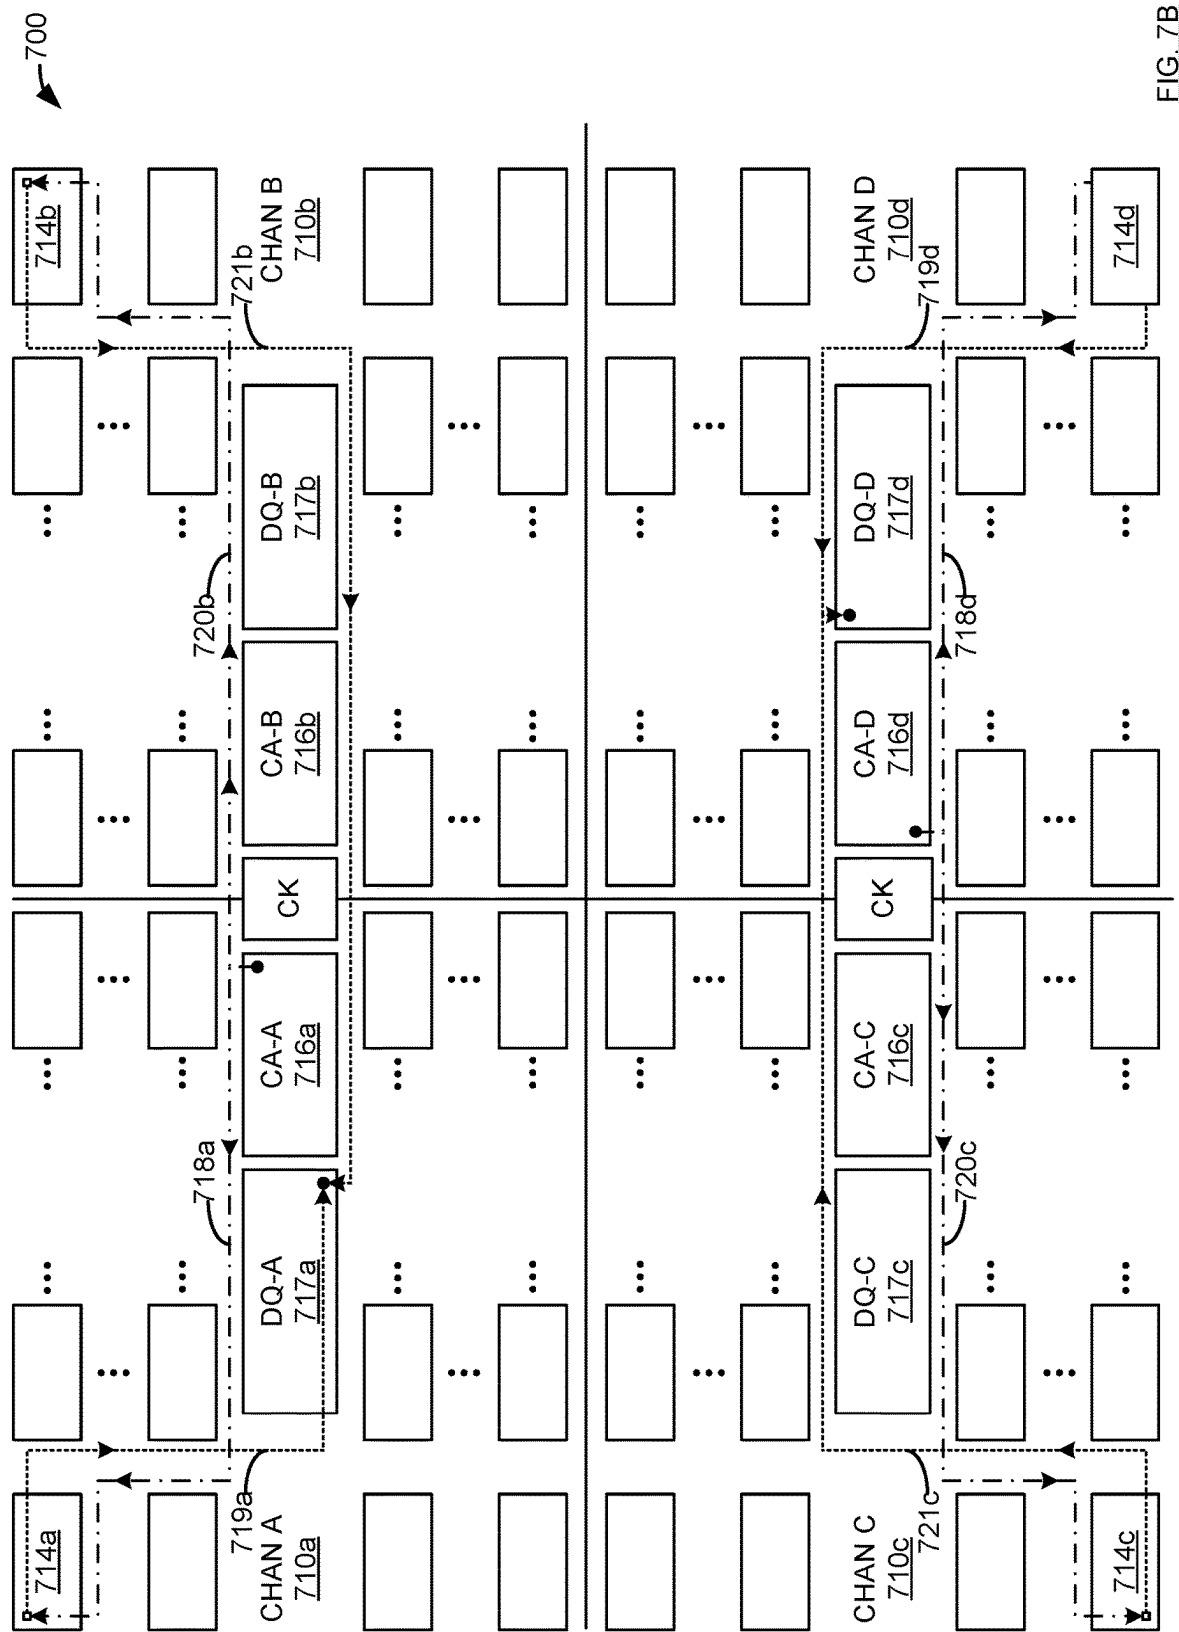 700
714a
714b
718a
720b
719a
721b
CHAN A
710a
DQ-A
717a
CA-A
716a
CK
CA-B
716b
DQ-B
717b
CHAN B
710b
CHAN C
710c
DQ-C
717c
CA-C
716c
CK
CA-D
716d
DQ-D
717d
CHAN D
710d
721c
719d
720c
718d
714c
714d
FIG. 7B